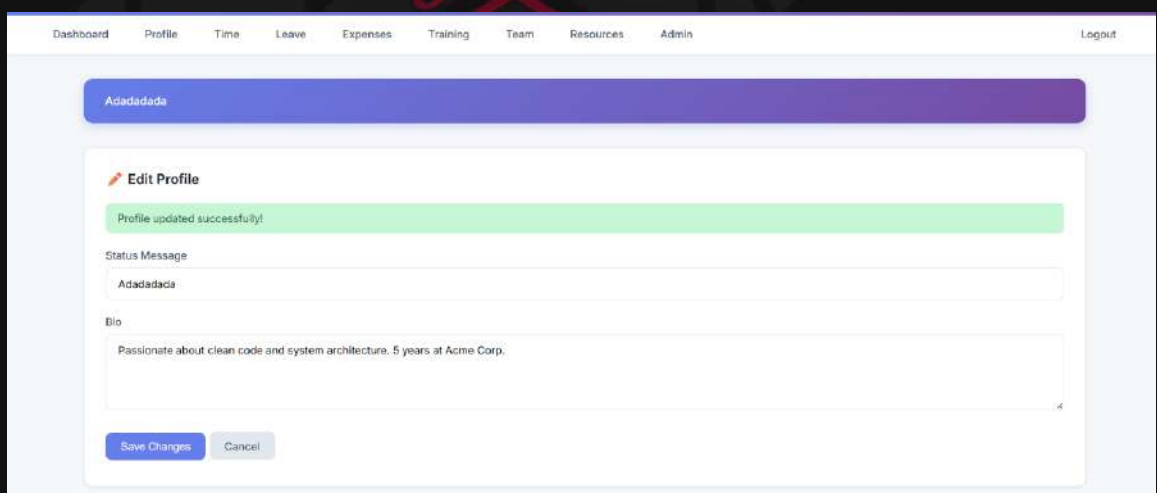 Dashboard Profile Time Leave Expenses Training Team Resources Admin Logout
Adadadada
Edit Profile
Profile updated successfully!
Status Message
Adadadada
Bio
Passionate about clean code and system architecture. 5 years at Acme Corp.
Save Changes Cancel